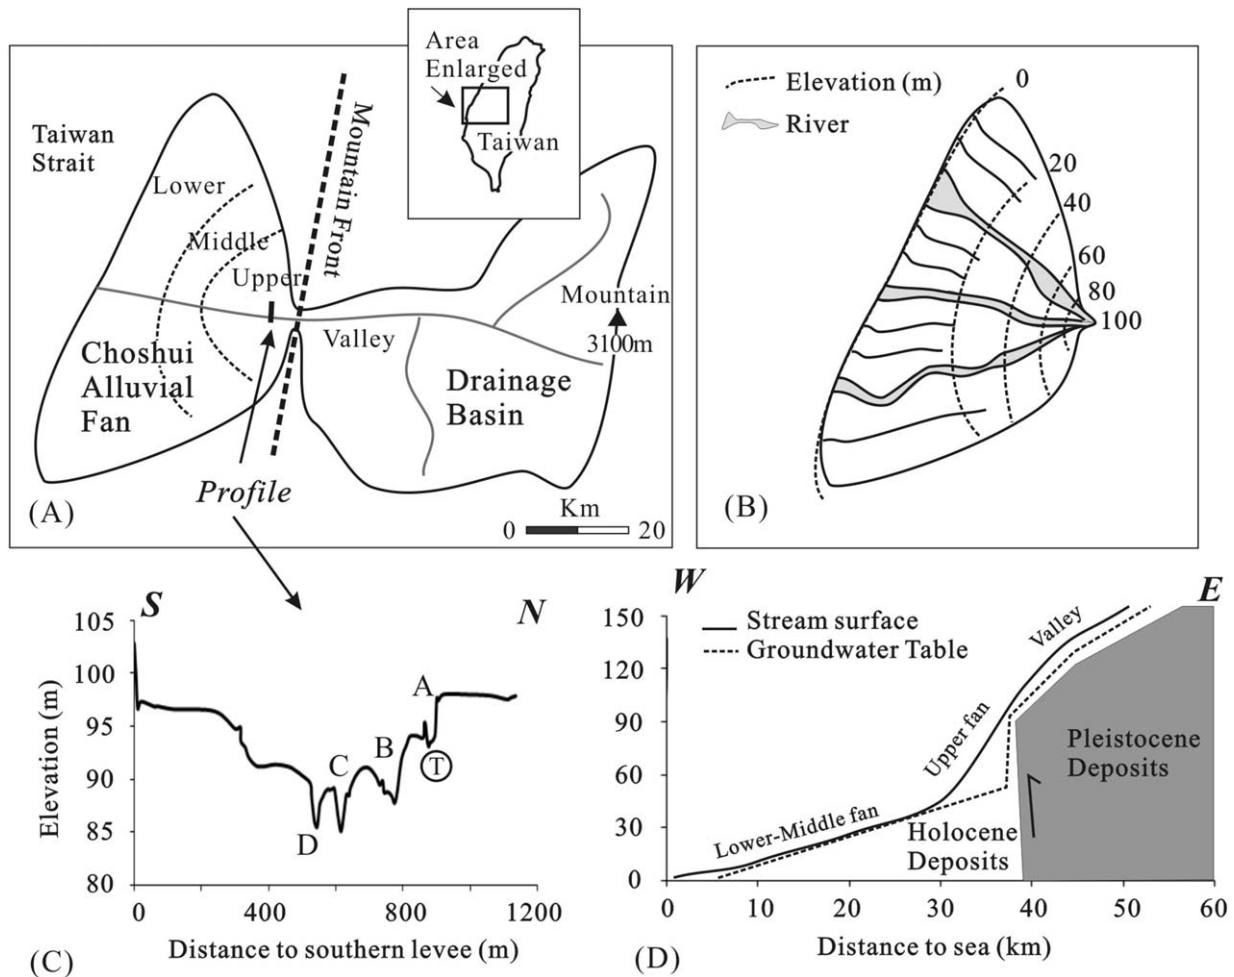 Area
Enlarged
Taiwan
Taiwan
Strait
Mountain Front
Lower
Middle
Upper
Valley
Mountain
3100m
Choshui
Alluvial
Fan
Drainage
Basin
Profile
(A)
Km
0 20
Elevation (m)
River
0
20
40
60
80
100
(B)
S N
105
100
95
90
85
80
Elevation (m)
A
B
C
D
T
0 400 800 1200
Distance to southern levee (m)
(C)
W E
150
120
90
60
30
0
Stream surface
Groundwater Table
Valley
Upper fan
Lower-Middle fan
Pleistocene
Deposits
Holocene
Deposits
0 10 20 30 40 50 60
Distance to sea (km)
(D)